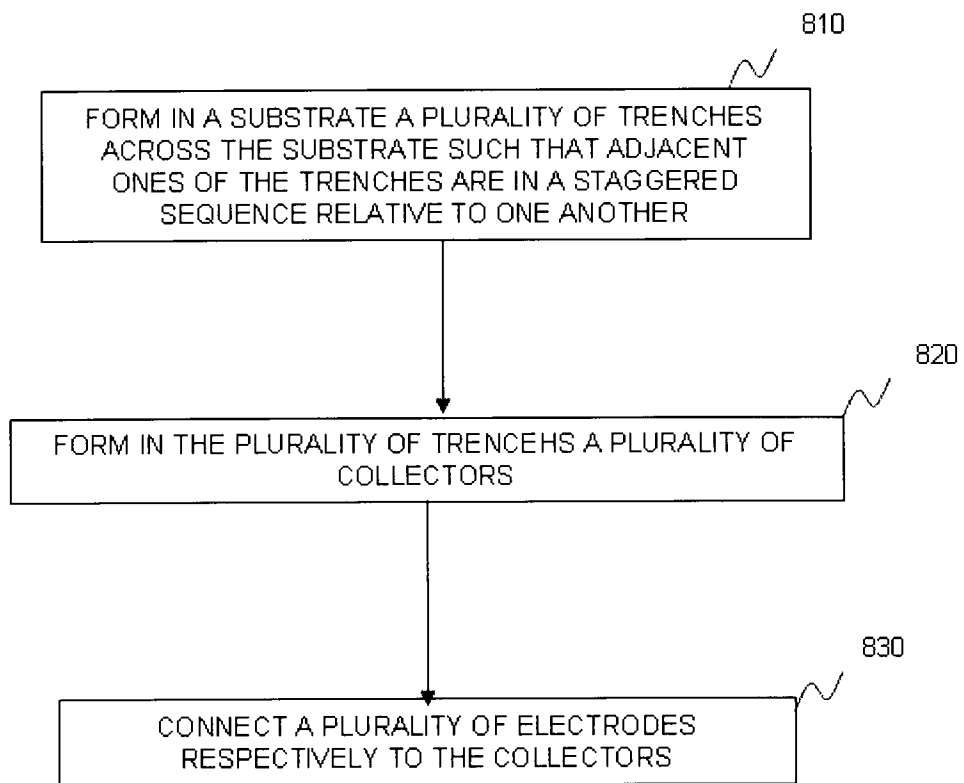 810
FORM IN A SUBSTRATE A PLURALITY OF TRENCHES
ACROSS THE SUBSTRATE SUCH THAT ADJACENT
ONES OF THE TRENCHES ARE IN A STAGGERED
SEQUENCE RELATIVE TO ONE ANOTHER
820
FORM IN THE PLURALITY OF TRENCEHS A PLURALITY OF
COLLECTORS
830
CONNECT A PLURALITY OF ELECTRODES
RESPECTIVELY TO THE COLLECTORS